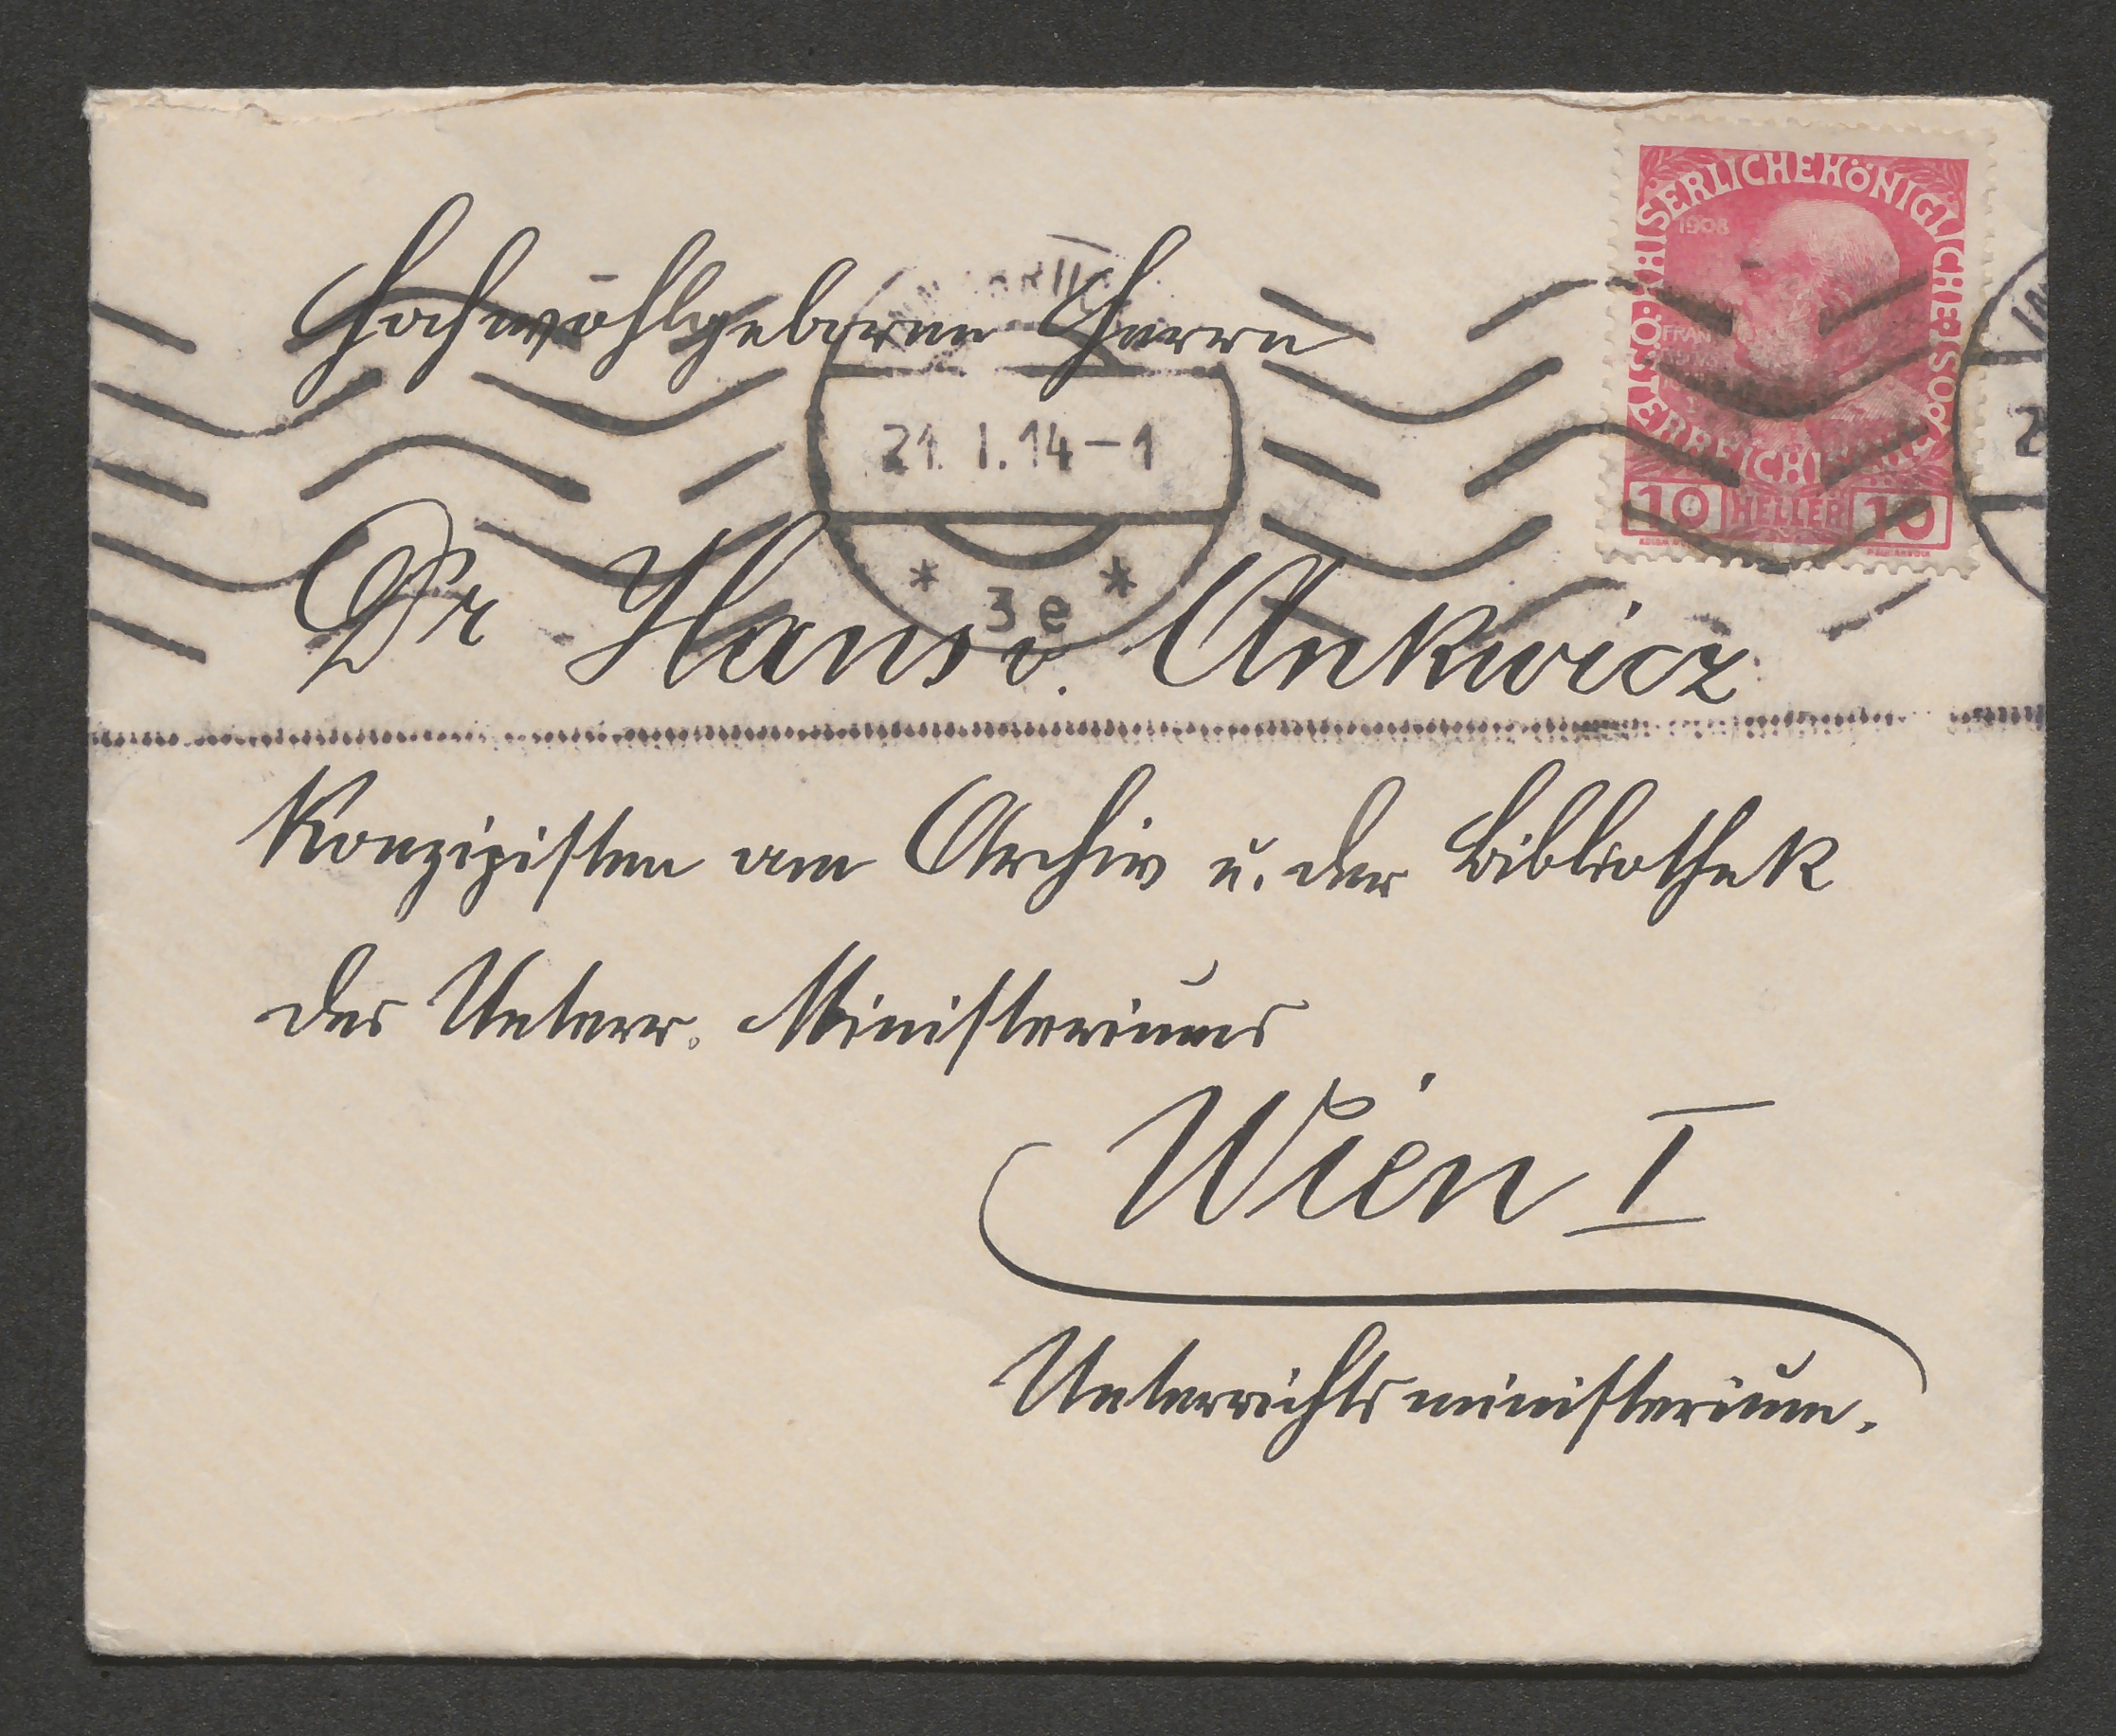 KAISERLICHE KÖNIGLICHE
1908
ÖSTERREICHISCHE POST
10 HELLER 10
21. I. 14–1
2
* 3e *
Hochwohlgeboren Herrn
Dr Hans v. Ankwicz
Konzipisten am Archiv u. der Bibliothek
des Unterr. Ministeriums
Wien I
Unterrichtsministerium.